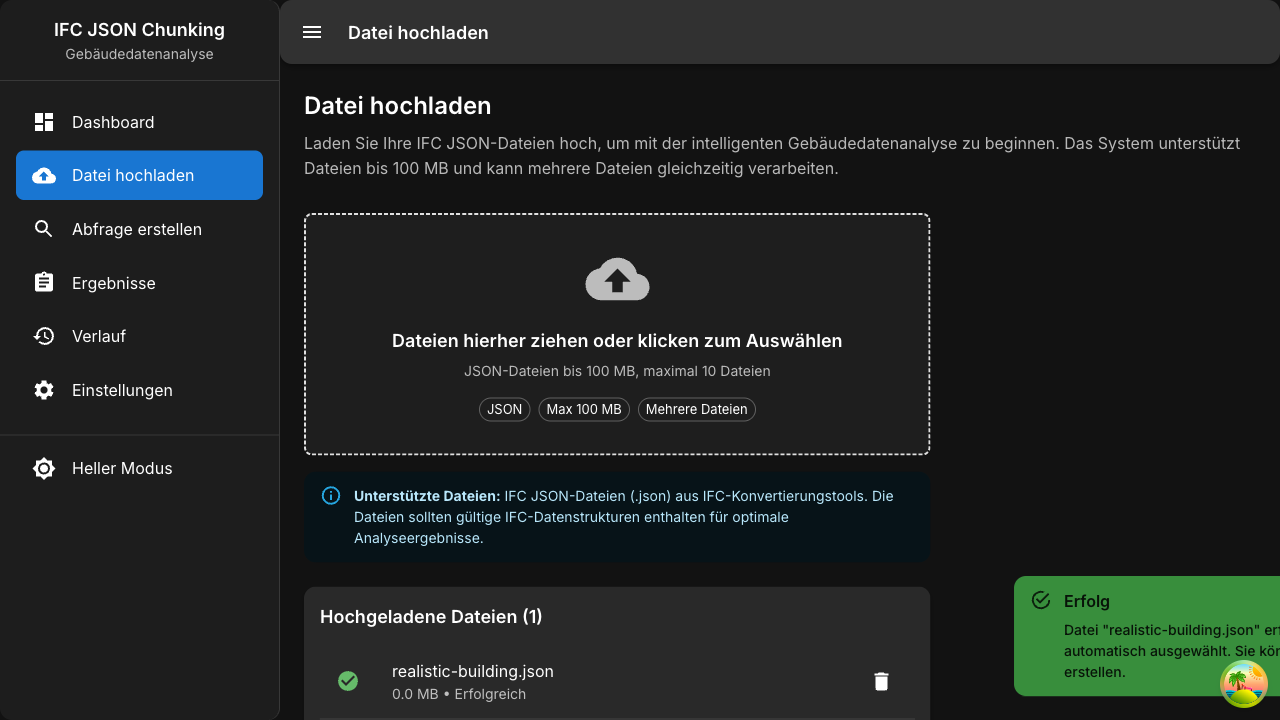 IFC JSON Chunking
Gebäudedatenanalyse
Dashboard
Datei hochladen
Abfrage erstellen
Ergebnisse
Verlauf
Einstellungen
Heller Modus
Datei hochladen
Datei hochladen
Laden Sie Ihre IFC JSON-Dateien hoch, um mit der intelligenten Gebäudedatenanalyse zu beginnen. Das System unterstützt
Dateien bis 100 MB und kann mehrere Dateien gleichzeitig verarbeiten.
Dateien hierher ziehen oder klicken zum Auswählen
JSON-Dateien bis 100 MB, maximal 10 Dateien
JSON Max 100 MB Mehrere Dateien
Unterstützte Dateien: IFC JSON-Dateien (.json) aus IFC-Konvertierungstools. Die
Dateien sollten gültige IFC-Datenstrukturen enthalten für optimale
Analyseergebnisse.
Hochgeladene Dateien (1)
realistic-building.json
0.0 MB • Erfolgreich
Erfolg
Datei "realistic-building.json"
automatisch ausgewählt. Sie
erstellen.